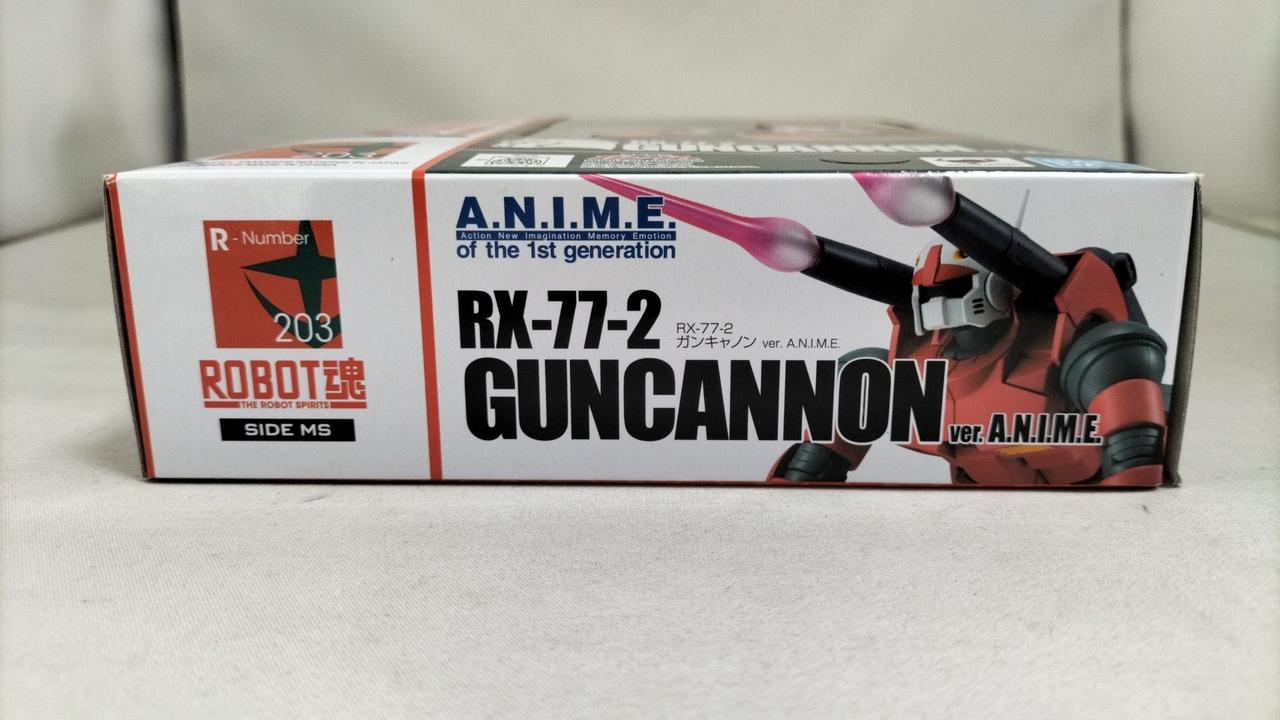 GUNCANNON
R - Number
203
ROBOT魂
THE ROBOT SPIRITS
SIDE MS
A.N.I.M.E.
Action New Imagination Memory Emotion
of the 1st generation
RX-77-2
RX-77-2
ガンキャノン ver. A.N.I.M.E.
GUNCANNON ver. A.N.I.M.E.